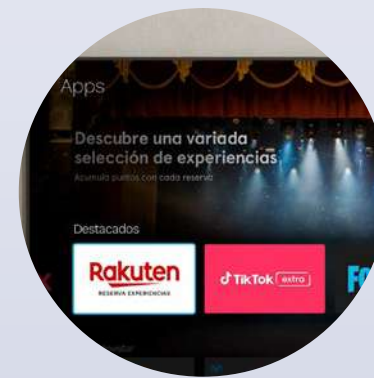 Apps
Descubre una variada
selección de experiencias
Acumula puntos con cada reserva
Destacados
Rakuten
RESERVA EXPERIENCIAS
TikTok extra